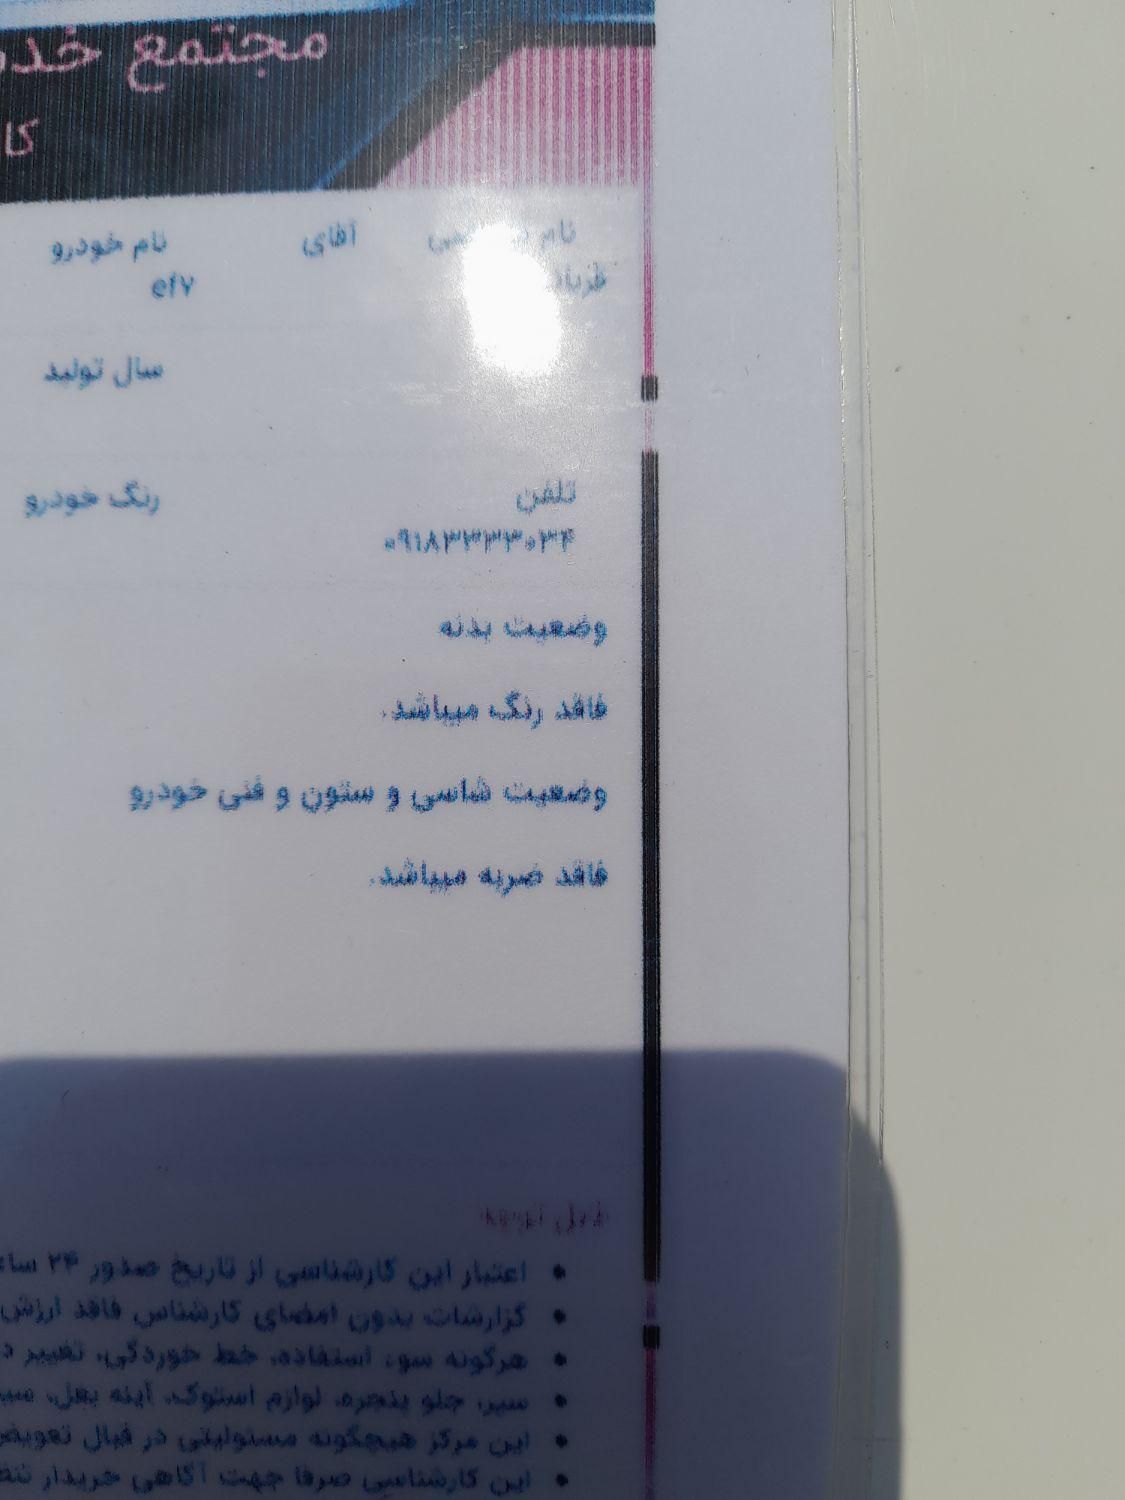 مجتمع
نام آقای نام خودرو
ef۷
سال تولید
تلفن رنگ خودرو
۰۹۱۸۳۳۳۳۰۳۴
وضعیت بدنه
فاقد رنگ میباشد.
وضعیت شاسی و ستون و فنی خودرو
فاقد ضربه میباشد.
• اعتبار این کارشناسی از تاریخ صدور ۲۴
• گزارشات بدون امضای کارشناس فاقد ارزش
• هرگونه سوء استفاده، خط خوردگی، تغییر
• سپر، جلو پنجره، لوازم استوک، آینه بغل،
• این مرکز هیچگونه مسئولیتی در قبال تعویض
• این کارشناسی صرفا جهت آگاهی خریدار